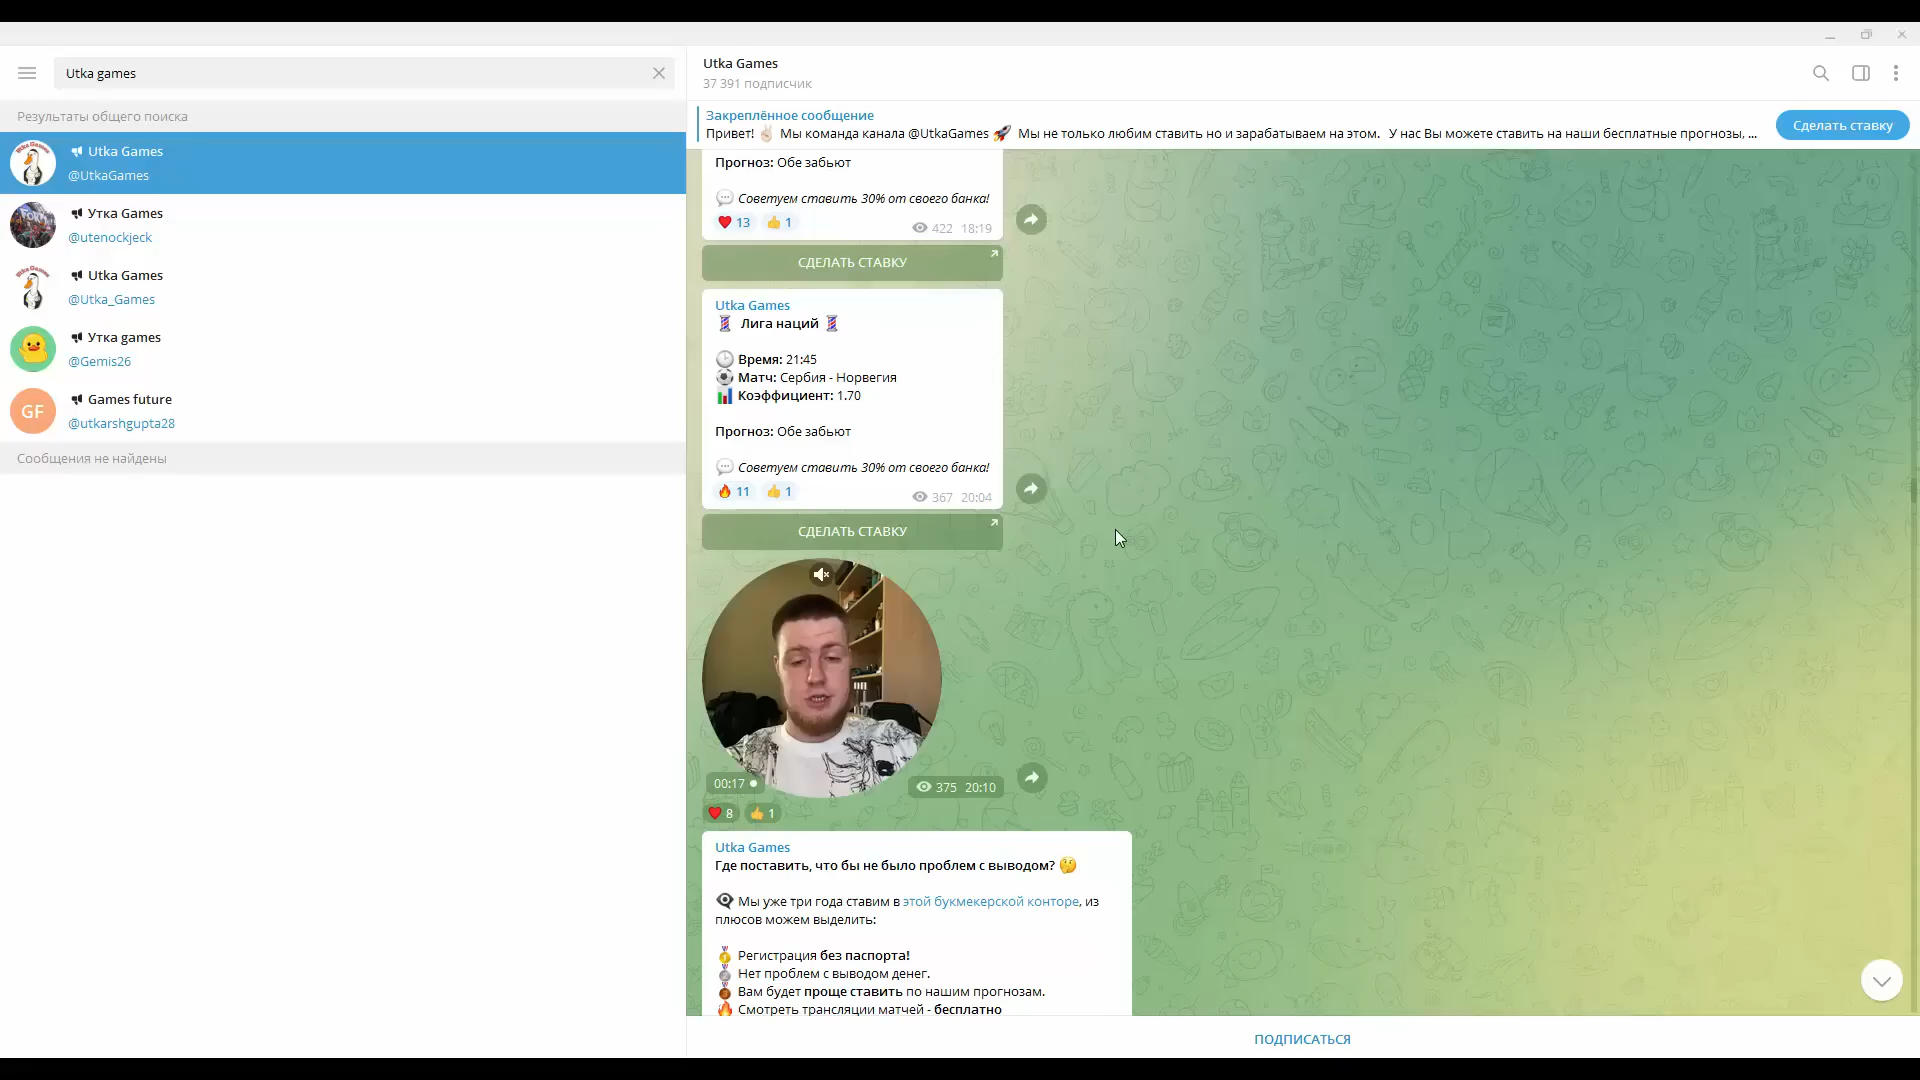 Utka games
Результаты общего поиска
Utka Games
@UtkaGames
Утка Games
@utenockjeck
Utka Games
@Utka_Games
Утка games
@Gemis26
GF
Games future
@utkarshgupta28
Сообщения не найдены
Utka Games
37 391 подписчик
Закреплённое сообщение
Привет! ✌🏻 Мы команда канала @UtkaGames 🚀 Мы не только любим ставить но и зарабатываем на этом. У нас Вы можете ставить на наши бесплатные прогнозы, ...
Сделать ставку
Прогноз: Обе забьют
💬 Советуем ставить 30% от своего банка!
❤️ 13 👍 1 422 18:19
СДЕЛАТЬ СТАВКУ
Utka Games
💈 Лига наций 💈
🕒 Время: 21:45
⚽ Матч: Сербия - Норвегия
📊 Коэффициент: 1.70
Прогноз: Обе забьют
💬 Советуем ставить 30% от своего банка!
🔥 11 👍 1 367 20:04
СДЕЛАТЬ СТАВКУ
00:17 375 20:10
❤️ 8 👍 1
Utka Games
Где поставить, что бы не было проблем с выводом? 🤔
👁‍🗨 Мы уже три года ставим в этой букмекерской конторе, из
плюсов можем выделить:
🥇 Регистрация без паспорта!
🥈 Нет проблем с выводом денег.
🥉 Вам будет проще ставить по нашим прогнозам.
🔥 Смотреть трансляции матчей - бесплатно
ПОДПИСАТЬСЯ